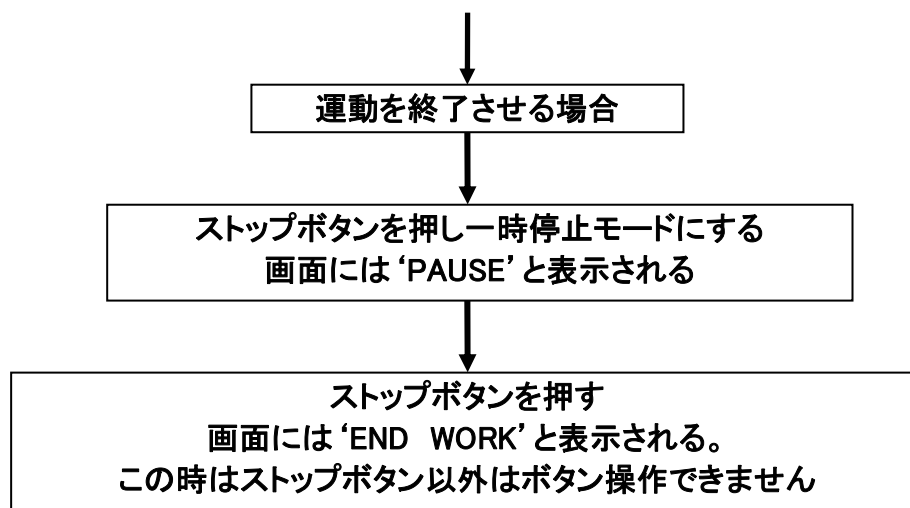 運動を終了させる場合
ストップボタンを押し一時停止モードにする
画面には‘PAUSE’と表示される
ストップボタンを押す
画面には‘END　WORK’と表示される。
この時はストップボタン以外はボタン操作できません